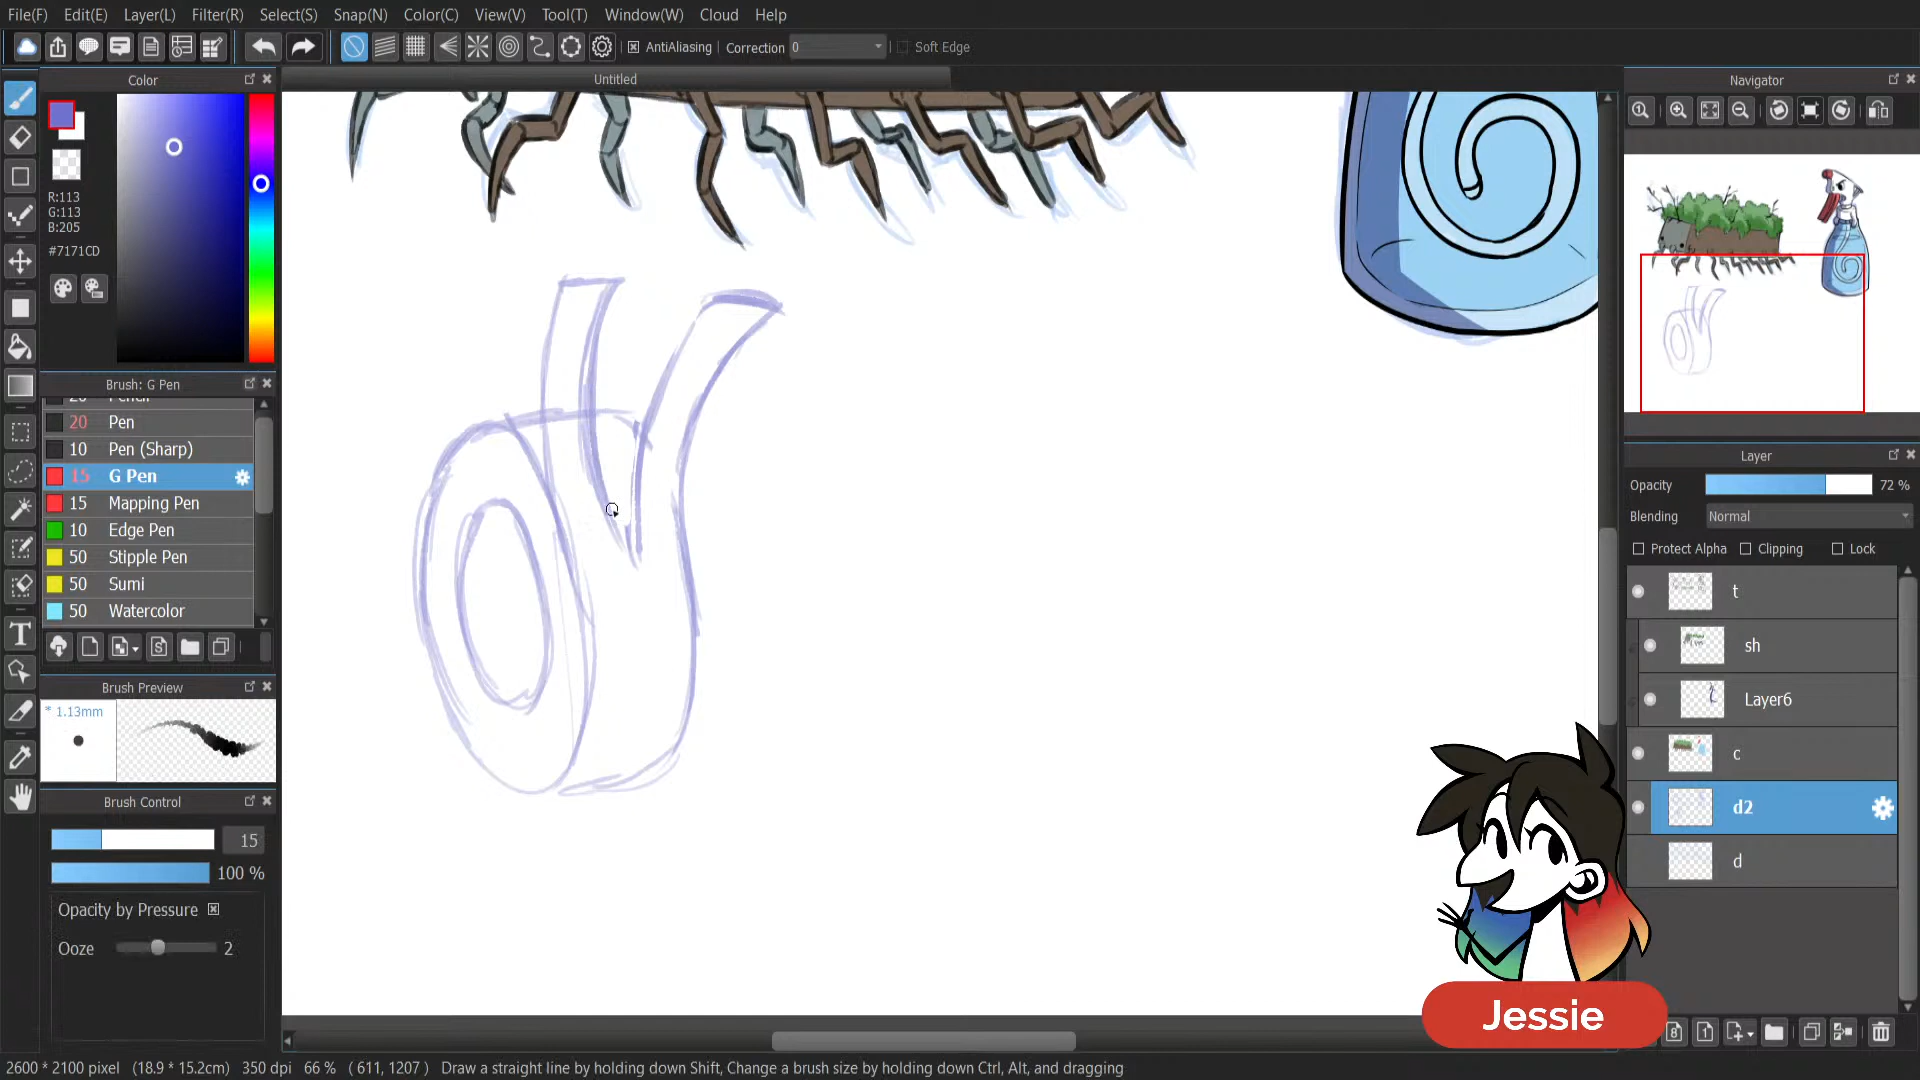 File(F) Edit(E) Layer(L) Filter(R) Select(S) Snap(N) Color(C) View(V) Tool(T) Window(W) Cloud Help
AntiAliasing Correction 0 Soft Edge
Color
Untitled
Navigator
R:113
G:113
B:205
#7171CD
Brush: G Pen
20 Pen
10 Pen (Sharp)
15 G Pen
15 Mapping Pen
10 Edge Pen
50 Stipple Pen
50 Sumi
50 Watercolor
Brush Preview
* 1.13mm
Brush Control
15
100 %
Opacity by Pressure
Ooze 2
Layer
Opacity 72 %
Blending Normal
Protect Alpha Clipping Lock
t
sh
Layer6
c
d2
d
Jessie
2600 * 2100 pixel (18.9 * 15.2cm) 350 dpi 66 % ( 611, 1207 ) Draw a straight line by holding down Shift, Change a brush size by holding down Ctrl, Alt, and dragging